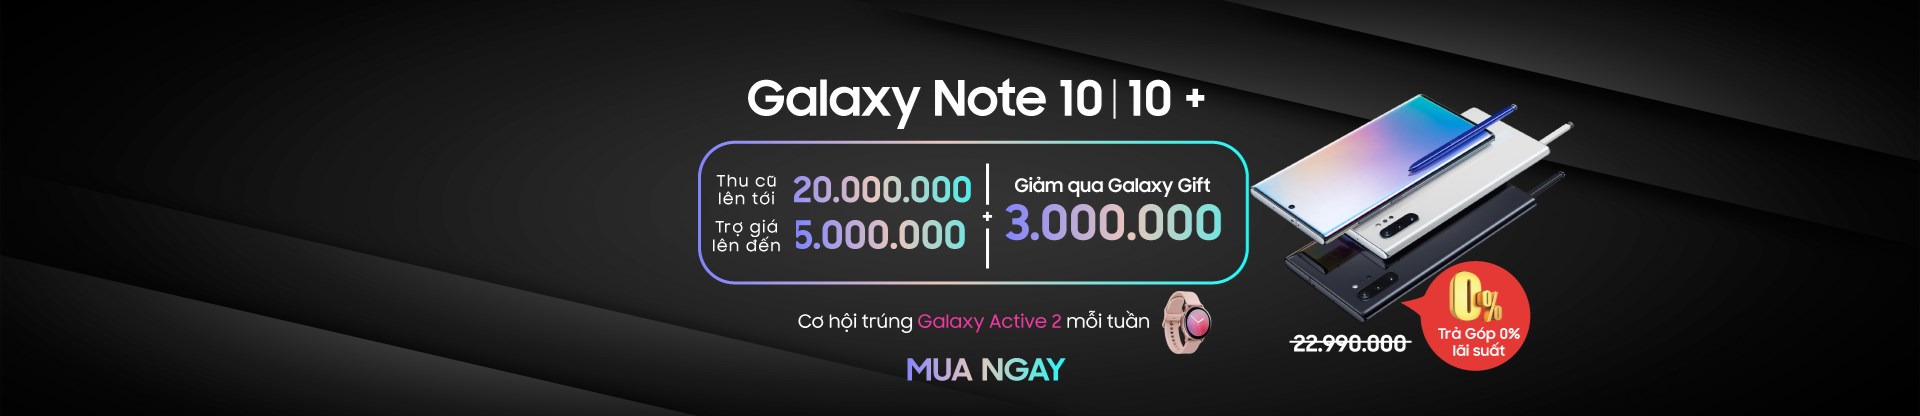 Galaxy Note 10 | 10 +
Thu cũ
lên tới
20.000.000
Trợ giá
lên đến
5.000.000
+
Giảm qua Galaxy Gift
3.000.000
Cơ hội trúng Galaxy Active 2 mỗi tuần
MUA NGAY
22.990.000
0%
Trả Góp 0%
lãi suất